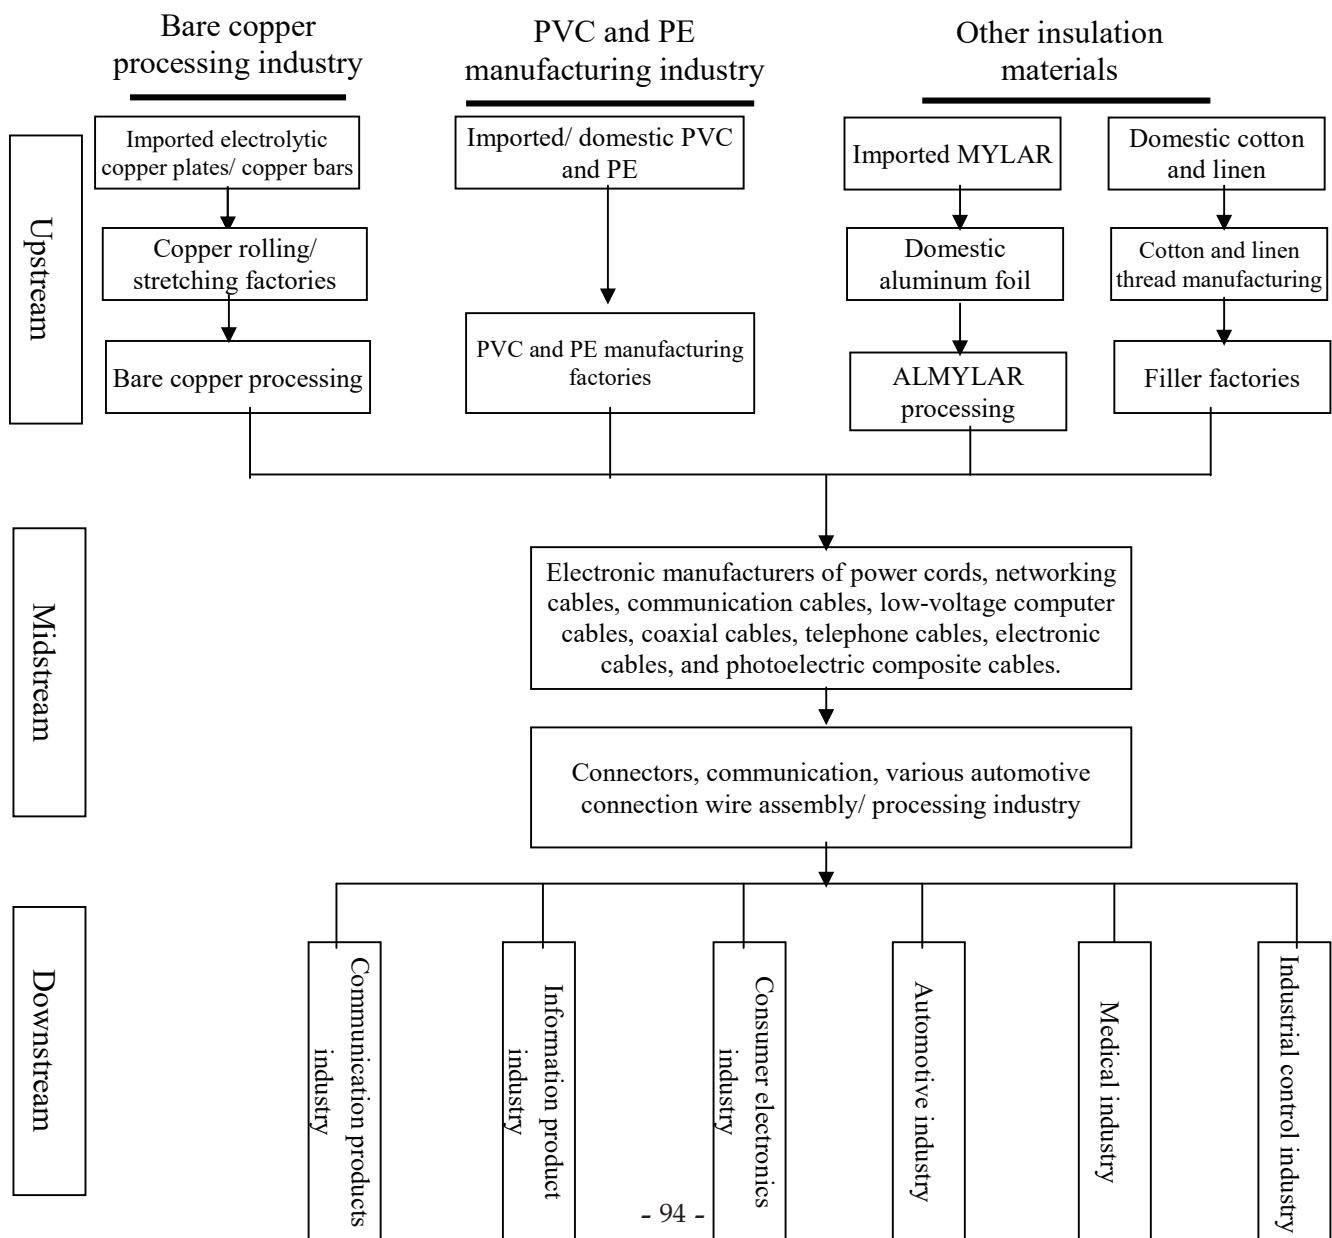 Bare copper
processing industry
PVC and PE
manufacturing industry
Other insulation
materials
Upstream
Imported electrolytic
copper plates/ copper bars
Imported/ domestic PVC
and PE
Imported MYLAR
Domestic cotton
and linen
Copper rolling/
stretching factories
Domestic
aluminum foil
Cotton and linen
thread manufacturing
Bare copper processing
PVC and PE manufacturing
factories
ALMYLAR
processing
Filler factories
Midstream
Electronic manufacturers of power cords, networking
cables, communication cables, low-voltage computer
cables, coaxial cables, telephone cables, electronic
cables, and photoelectric composite cables.
Connectors, communication, various automotive
connection wire assembly/ processing industry
Downstream
Communication products
industry
Information product
industry
Consumer electronics
industry
Automotive industry
Medical industry
Industrial control industry
- 94 -